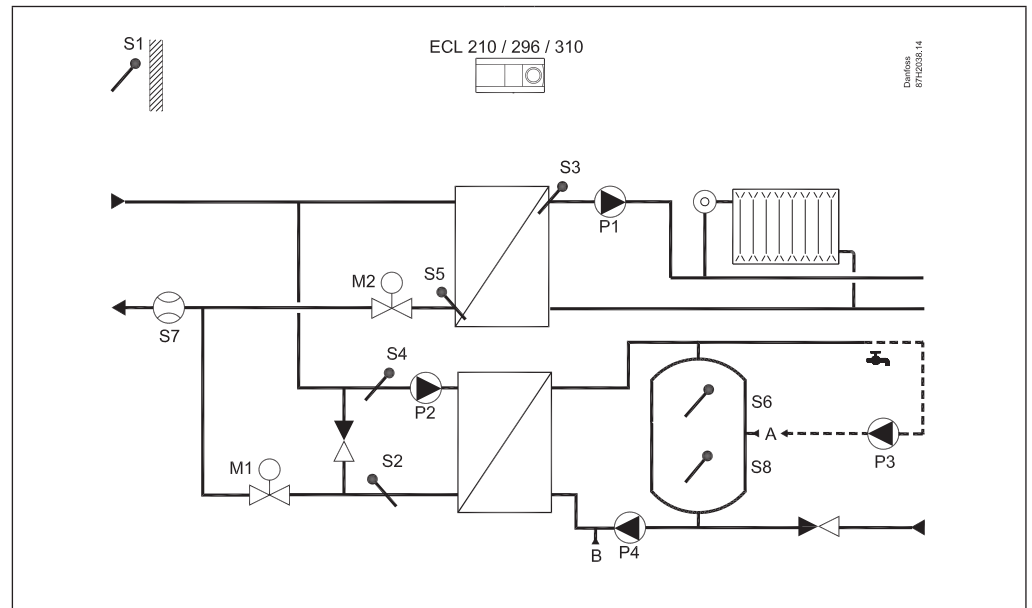 S1
ECL 210 / 296 / 310
Danfoss
87H2038.14
S3
P1
M2
S5
S7
S4
P2
S6
A
S8
P3
M1
S2
B
P4